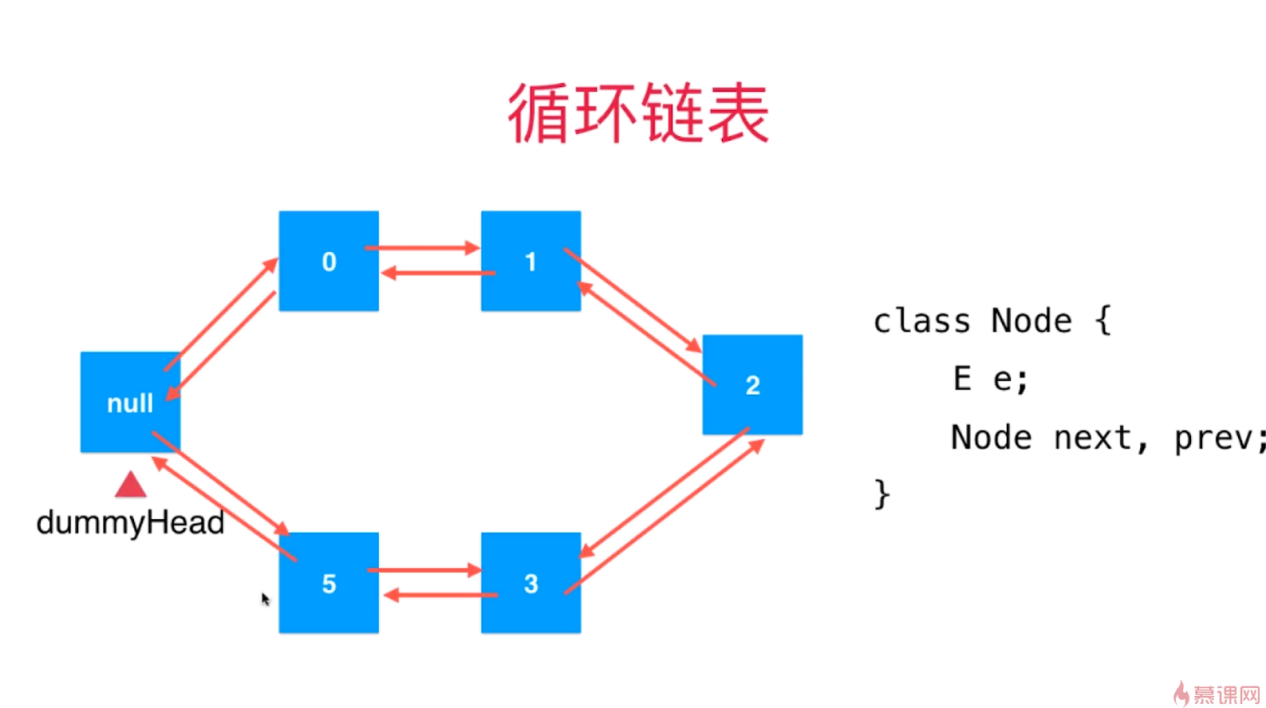 循环链表
0
1
null
2
dummyHead
5
3
class Node {
E e;
Node next, prev;
}
慕课网